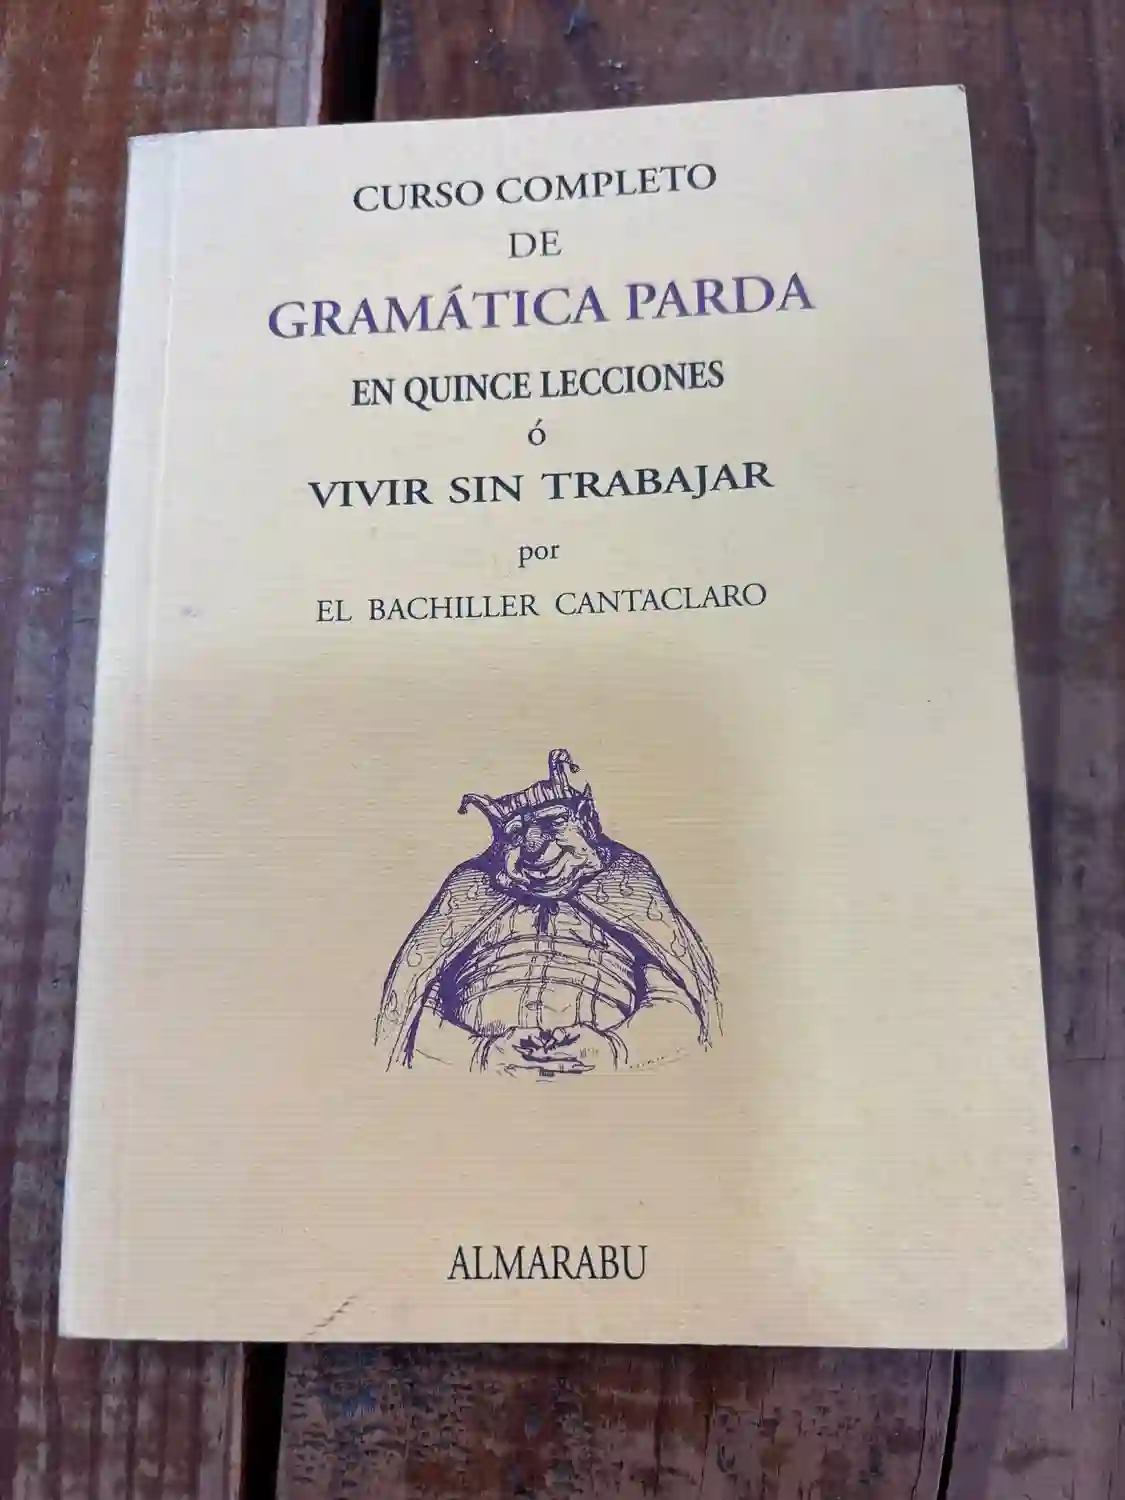 CURSO COMPLETO
DE
GRAMÁTICA PARDA
EN QUINCE LECCIONES
ó
VIVIR SIN TRABAJAR
por
EL BACHILLER CANTACLARO
ALMARABU